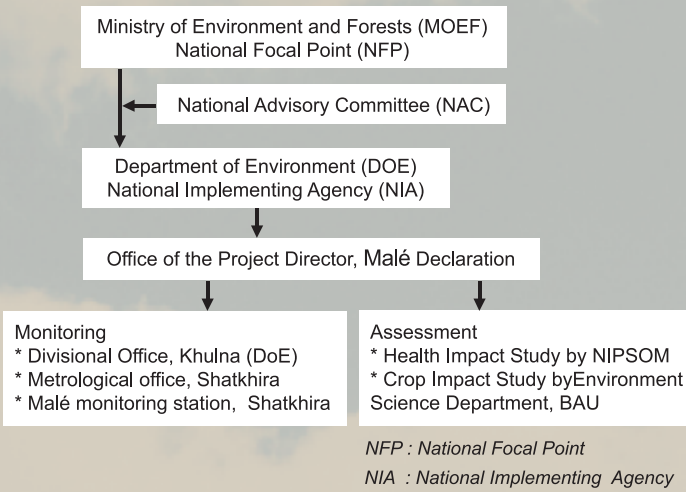 Ministry of Environment and Forests (MOEF)
National Focal Point (NFP)
National Advisory Committee (NAC)
Department of Environment (DOE)
National Implementing Agency (NIA)
Office of the Project Director, Malé Declaration
Monitoring
* Divisional Office, Khulna (DoE)
* Metrological office, Shatkhira
* Malé monitoring station, Shatkhira
Assessment
* Health Impact Study by NIPSOM
* Crop Impact Study byEnvironment
Science Department, BAU
NFP : National Focal Point
NIA : National Implementing Agency